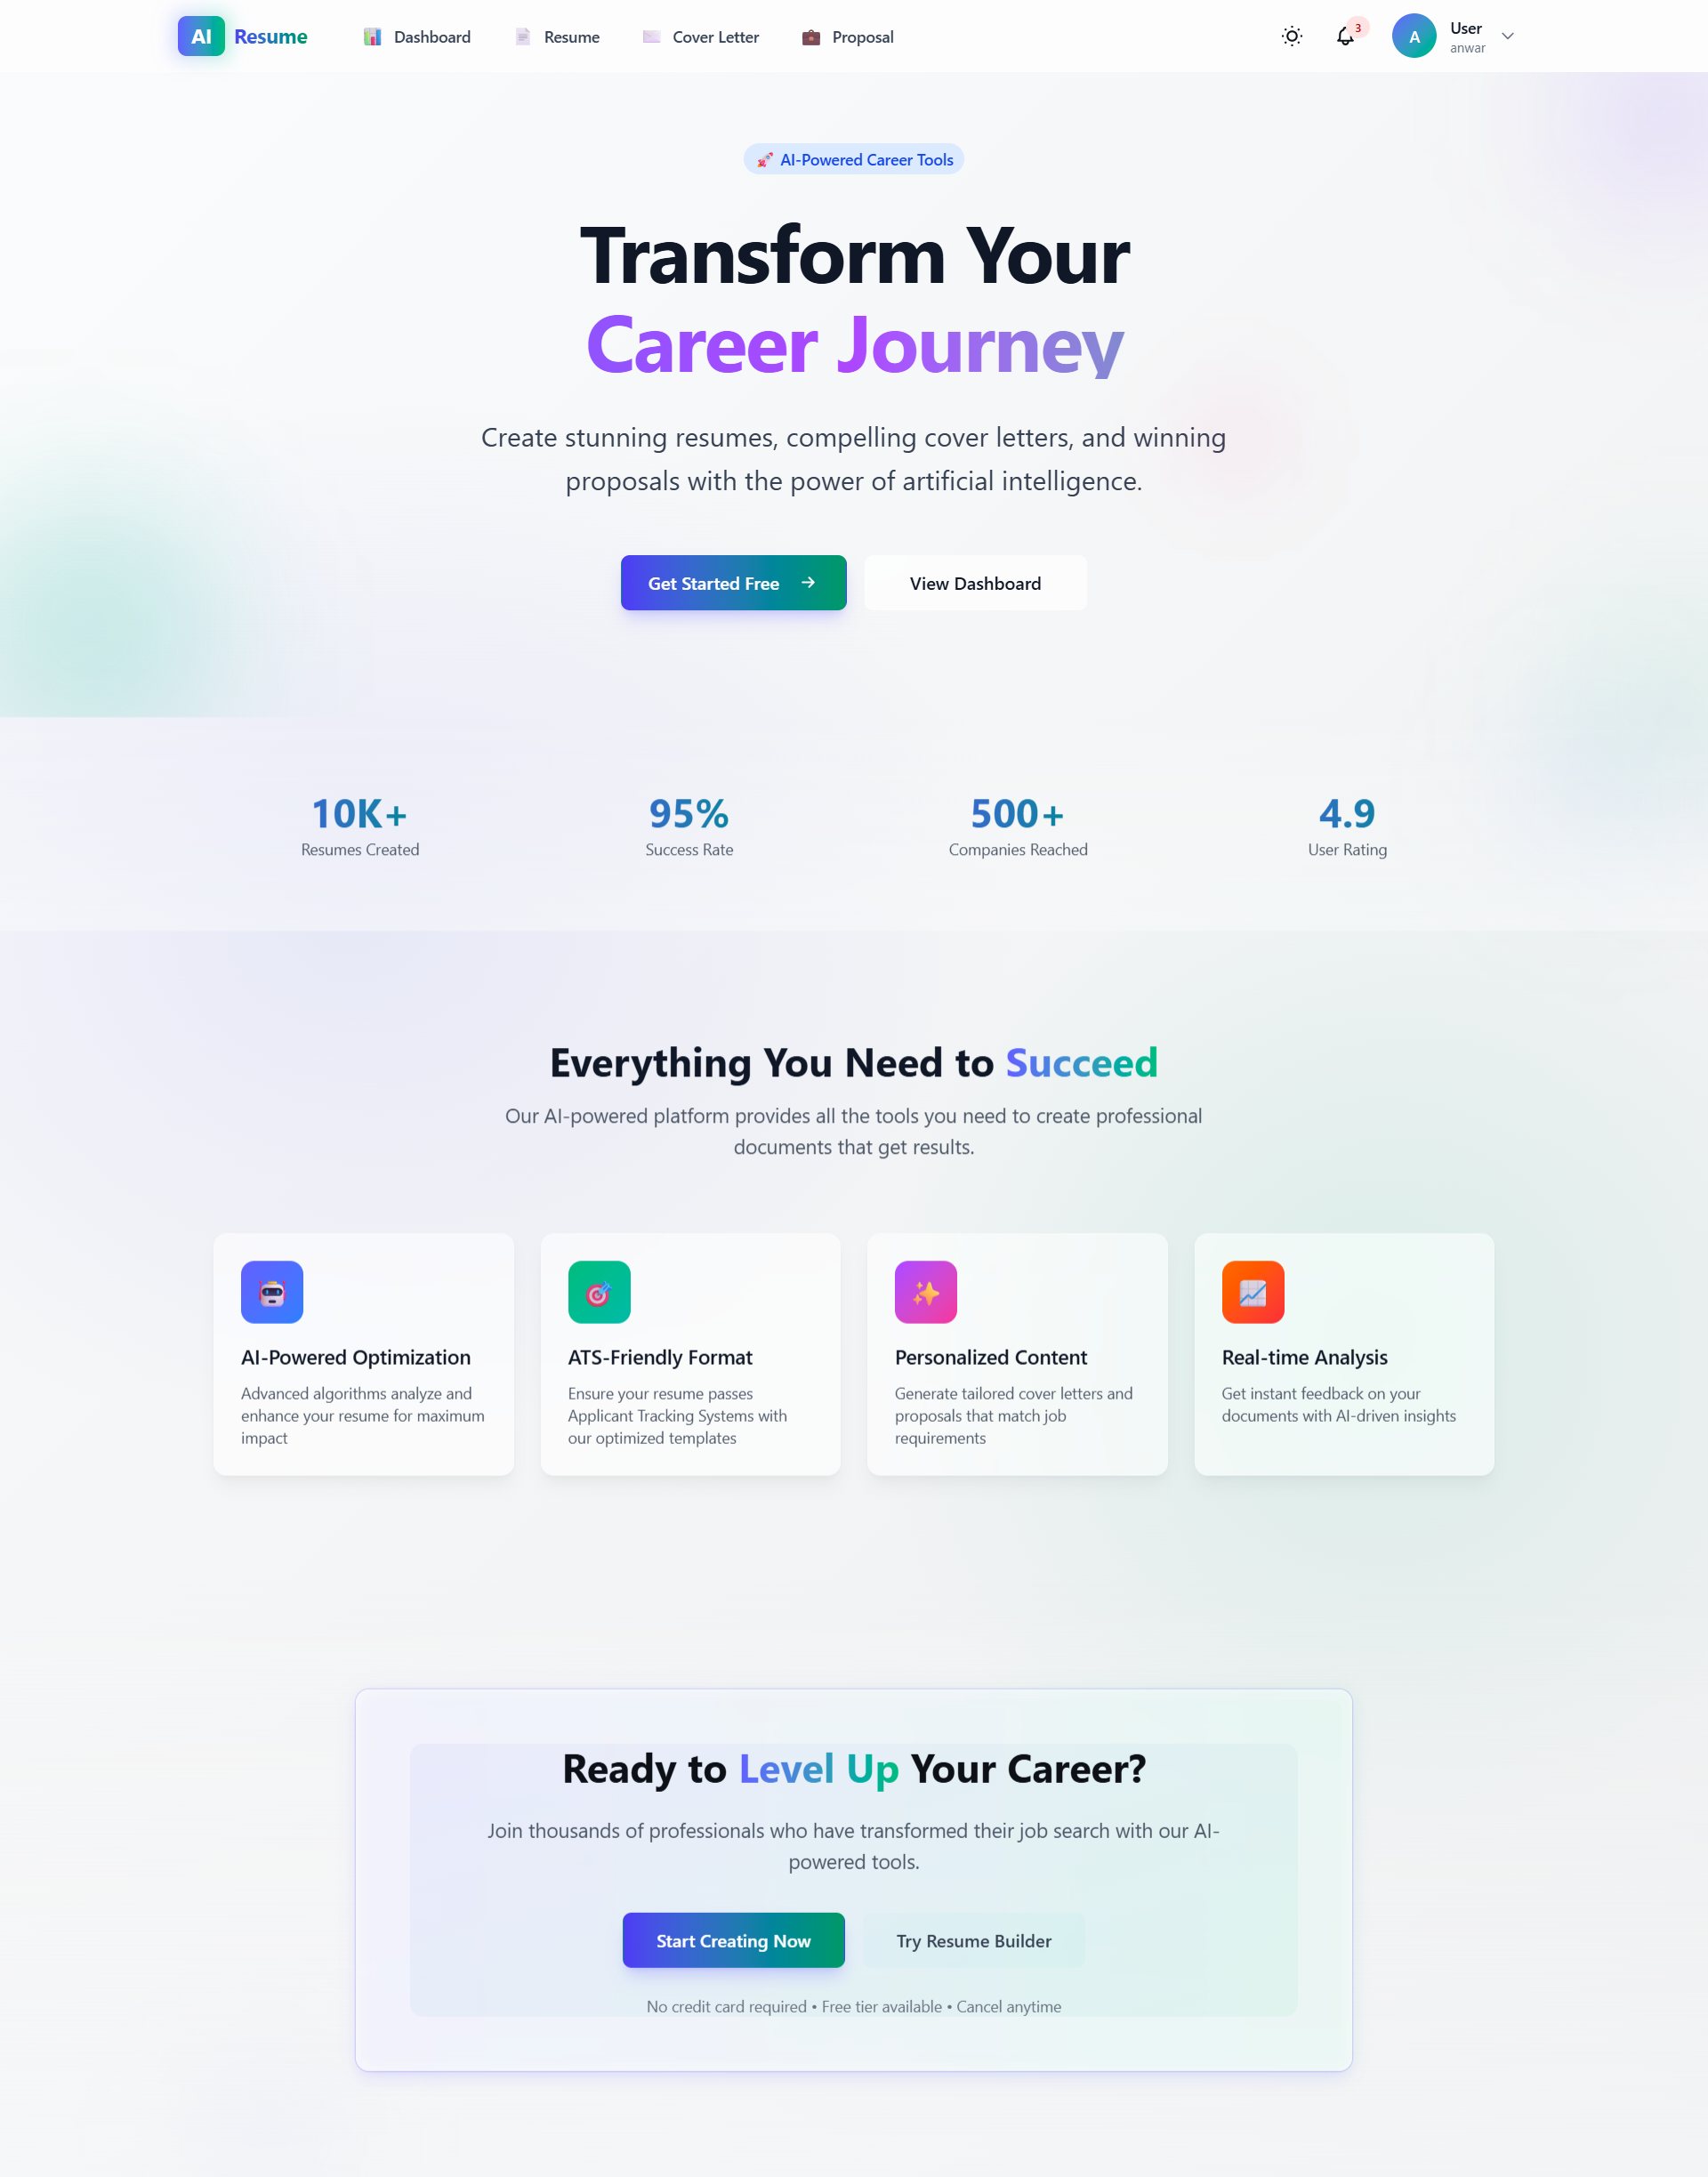 AI Resume
Dashboard
Resume
Cover Letter
Proposal
3
A
User
anwar
AI-Powered Career Tools
Transform Your
Career Journey
Create stunning resumes, compelling cover letters, and winning
proposals with the power of artificial intelligence.
Get Started Free
View Dashboard
10K+
Resumes Created
95%
Success Rate
500+
Companies Reached
4.9
User Rating
Everything You Need to Succeed
Our AI-powered platform provides all the tools you need to create professional
documents that get results.
AI-Powered Optimization
Advanced algorithms analyze and
enhance your resume for maximum
impact
ATS-Friendly Format
Ensure your resume passes
Applicant Tracking Systems with
our optimized templates
Personalized Content
Generate tailored cover letters and
proposals that match job
requirements
Real-time Analysis
Get instant feedback on your
documents with AI-driven insights
Ready to Level Up Your Career?
Join thousands of professionals who have transformed their job search with our AI-
powered tools.
Start Creating Now
Try Resume Builder
No credit card required • Free tier available • Cancel anytime